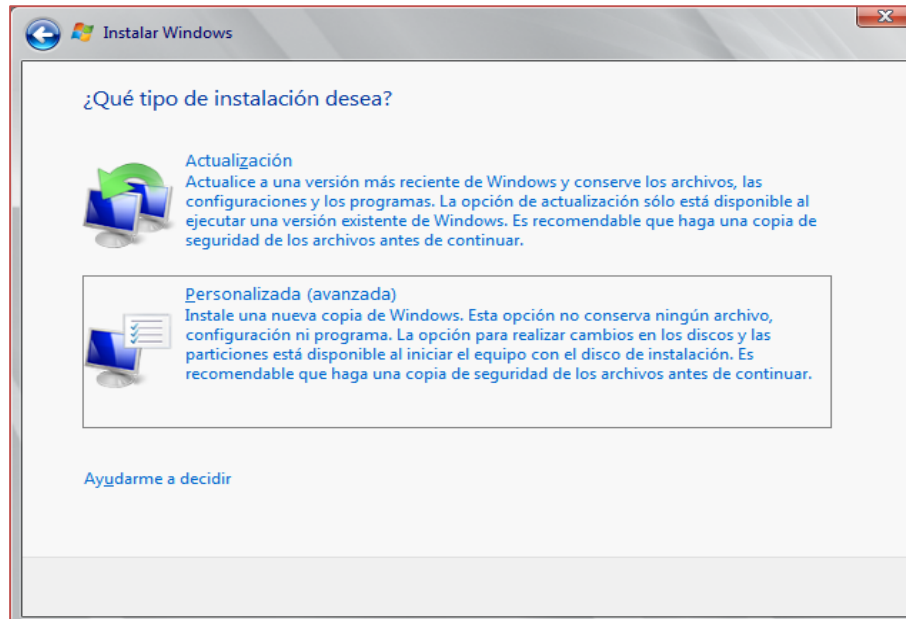 Instalar Windows
¿Qué tipo de instalación desea?
Actualización
Actualice a una versión más reciente de Windows y conserve los archivos, las
configuraciones y los programas. La opción de actualización sólo está disponible al
ejecutar una versión existente de Windows. Es recomendable que haga una copia de
seguridad de los archivos antes de continuar.
Personalizada (avanzada)
Instale una nueva copia de Windows. Esta opción no conserva ningún archivo,
configuración ni programa. La opción para realizar cambios en los discos y las
particiones está disponible al iniciar el equipo con el disco de instalación. Es
recomendable que haga una copia de seguridad de los archivos antes de continuar.
Ayudarme a decidir